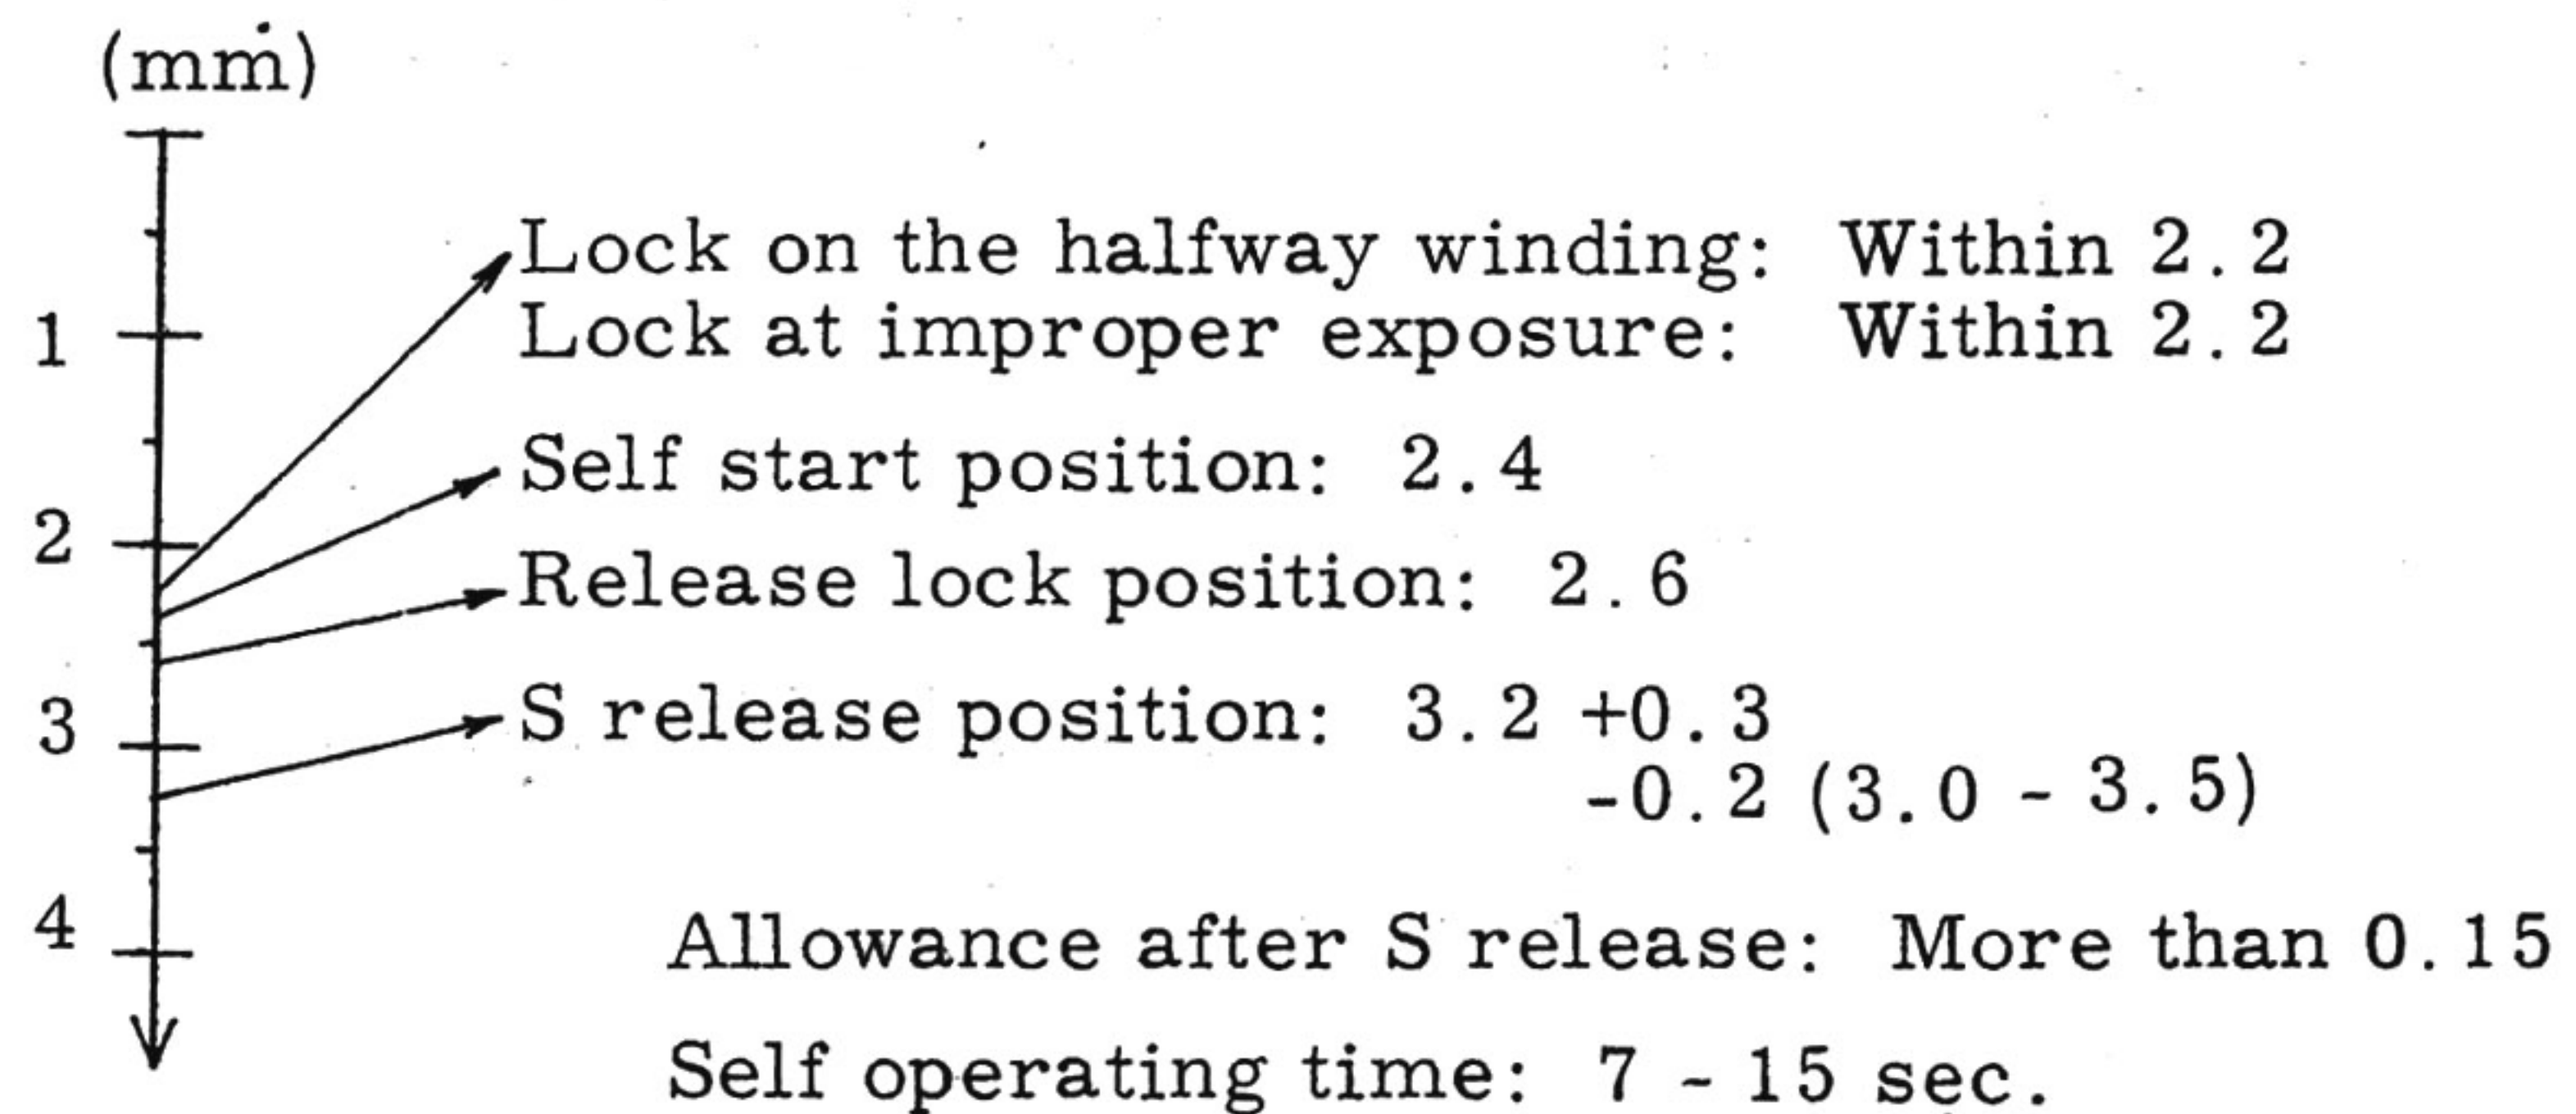 (mm)
Lock on the halfway winding: Within 2.2
1 Lock at improper exposure: Within 2.2
Self start position: 2.4
2
Release lock position: 2.6
3 S release position: 3.2 +0.3
-0.2 (3.0 - 3.5)
4 Allowance after S release: More than 0.15
Self operating time: 7 - 15 sec.